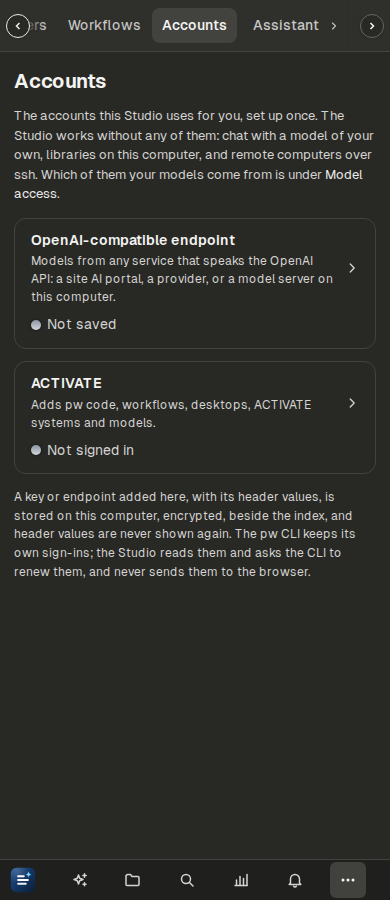 Workflows
Accounts
Assistant
Accounts
The accounts this Studio uses for you, set up once. The
Studio works without any of them: chat with a model of your
own, libraries on this computer, and remote computers over
ssh. Which of them your models come from is under Model
access.
OpenAI-compatible endpoint
Models from any service that speaks the OpenAI
API: a site AI portal, a provider, or a model server on
this computer.
Not saved
ACTIVATE
Adds pw code, workflows, desktops, ACTIVATE
systems and models.
Not signed in
A key or endpoint added here, with its header values, is
stored on this computer, encrypted, beside the index, and
header values are never shown again. The pw CLI keeps its
own sign-ins; the Studio reads them and asks the CLI to
renew them, and never sends them to the browser.